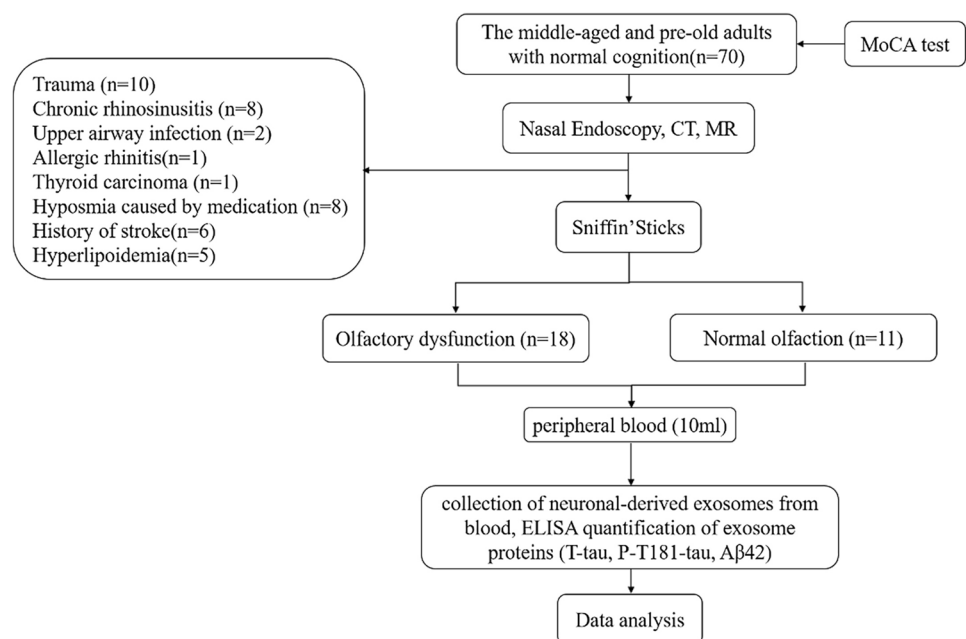 The middle-aged and pre-old adults
with normal cognition(n=70)
MoCA test
Nasal Endoscopy, CT, MR
Trauma (n=10)
Chronic rhinosinusitis (n=8)
Upper airway infection (n=2)
Allergic rhinitis(n=1)
Thyroid carcinoma (n=1)
Hyposmia caused by medication (n=8)
History of stroke(n=6)
Hyperlipoidemia(n=5)
Sniffin’Sticks
Olfactory dysfunction (n=18)
Normal olfaction (n=11)
peripheral blood (10ml)
collection of neuronal-derived exosomes from
blood, ELISA quantification of exosome
proteins (T-tau, P-T181-tau, Aβ42)
Data analysis